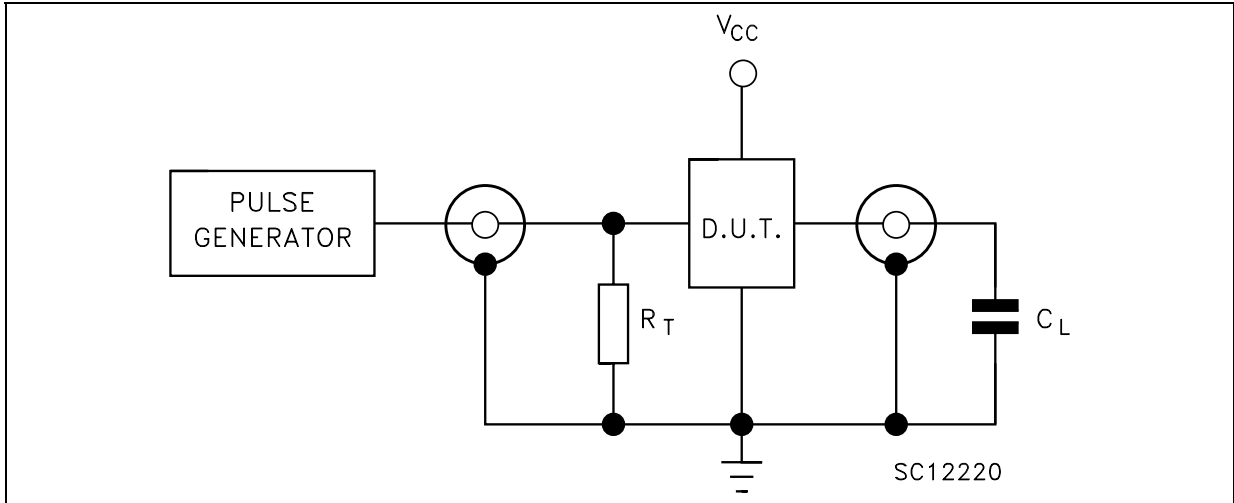 VCC
PULSE
GENERATOR
D.U.T.
RT
CL
SC12220